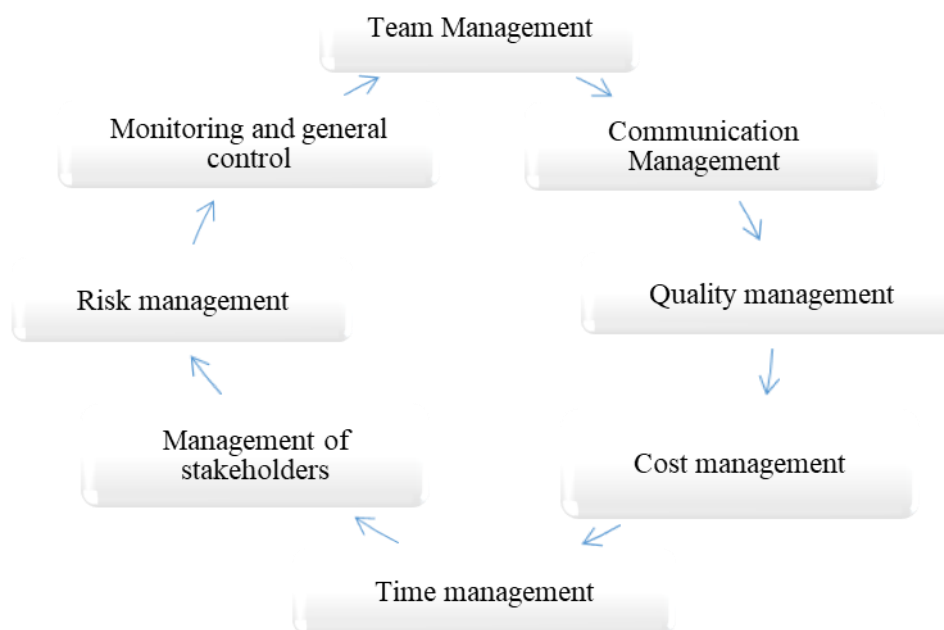 Team Management
Communication
Management
Quality management
Cost management
Time management
Management of
stakeholders
Risk management
Monitoring and general
control